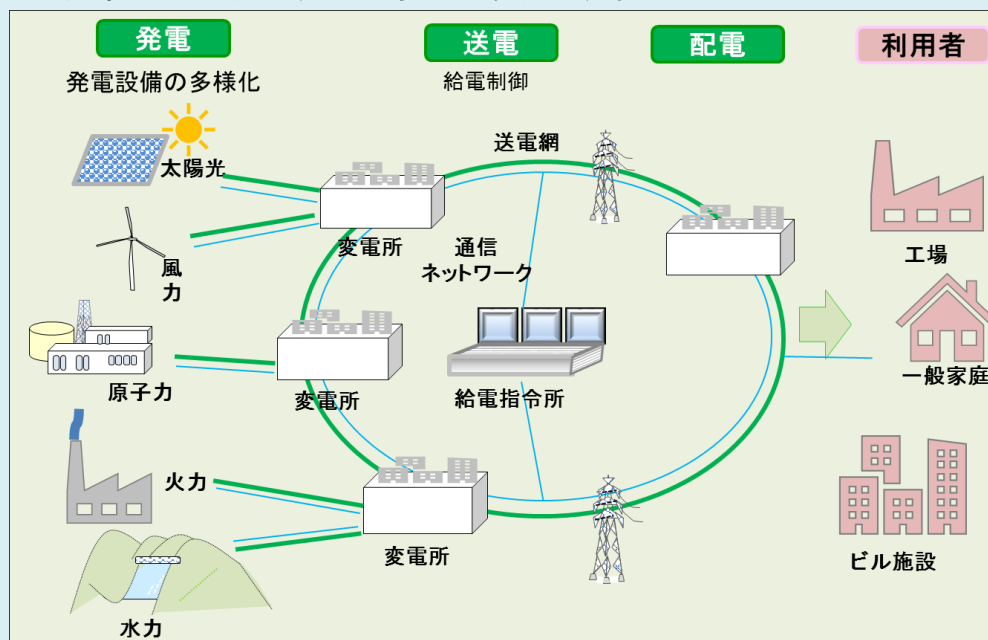 発電
送電
配電
利用者
発電設備の多様化
給電制御
太陽光
送電網
変電所
通信
ネットワーク
風
力
工場
原子力
変電所
給電指令所
一般家庭
火力
変電所
ビル施設
水力